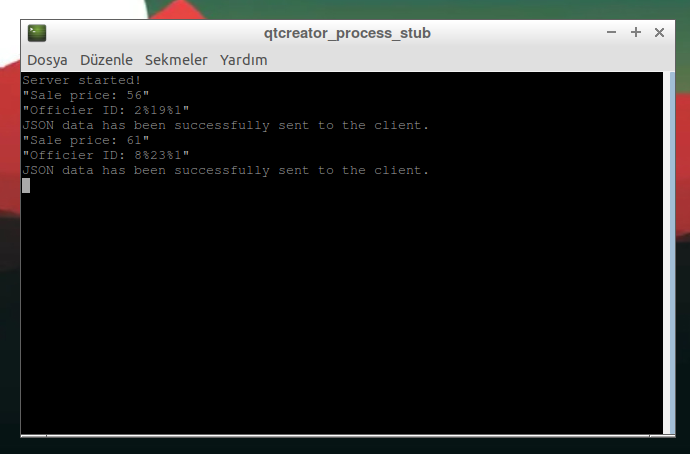 qtcreator_process_stub
Dosya Düzenle Sekmeler Yardım
Server started!
"Sale price: 56"
"Officier ID: 2%19%1"
JSON data has been successfully sent to the client.
"Sale price: 61"
"Officier ID: 8%23%1"
JSON data has been successfully sent to the client.